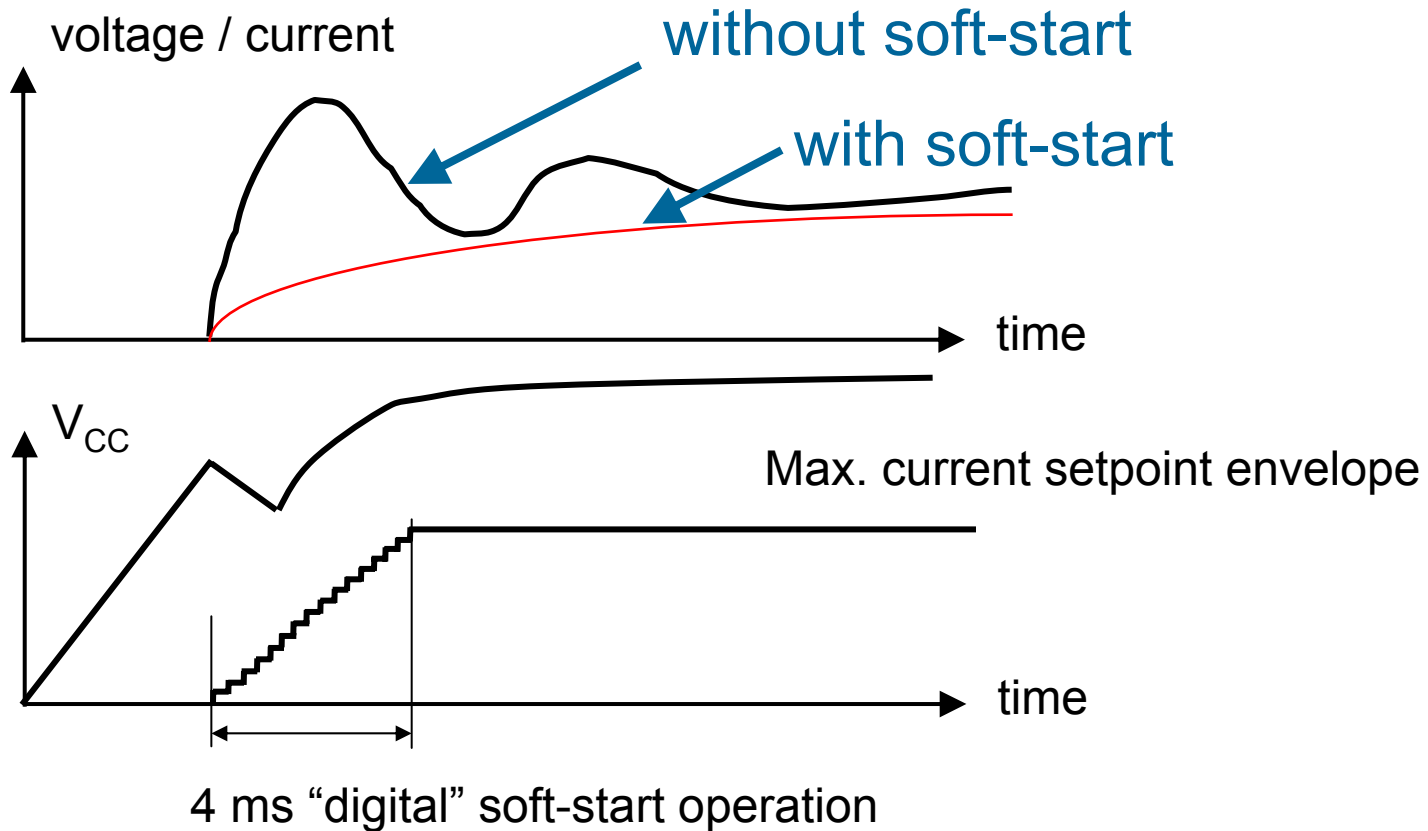 voltage / current
without soft-start
with soft-start
time
VCC
Max. current setpoint envelope
time
4 ms “digital” soft-start operation